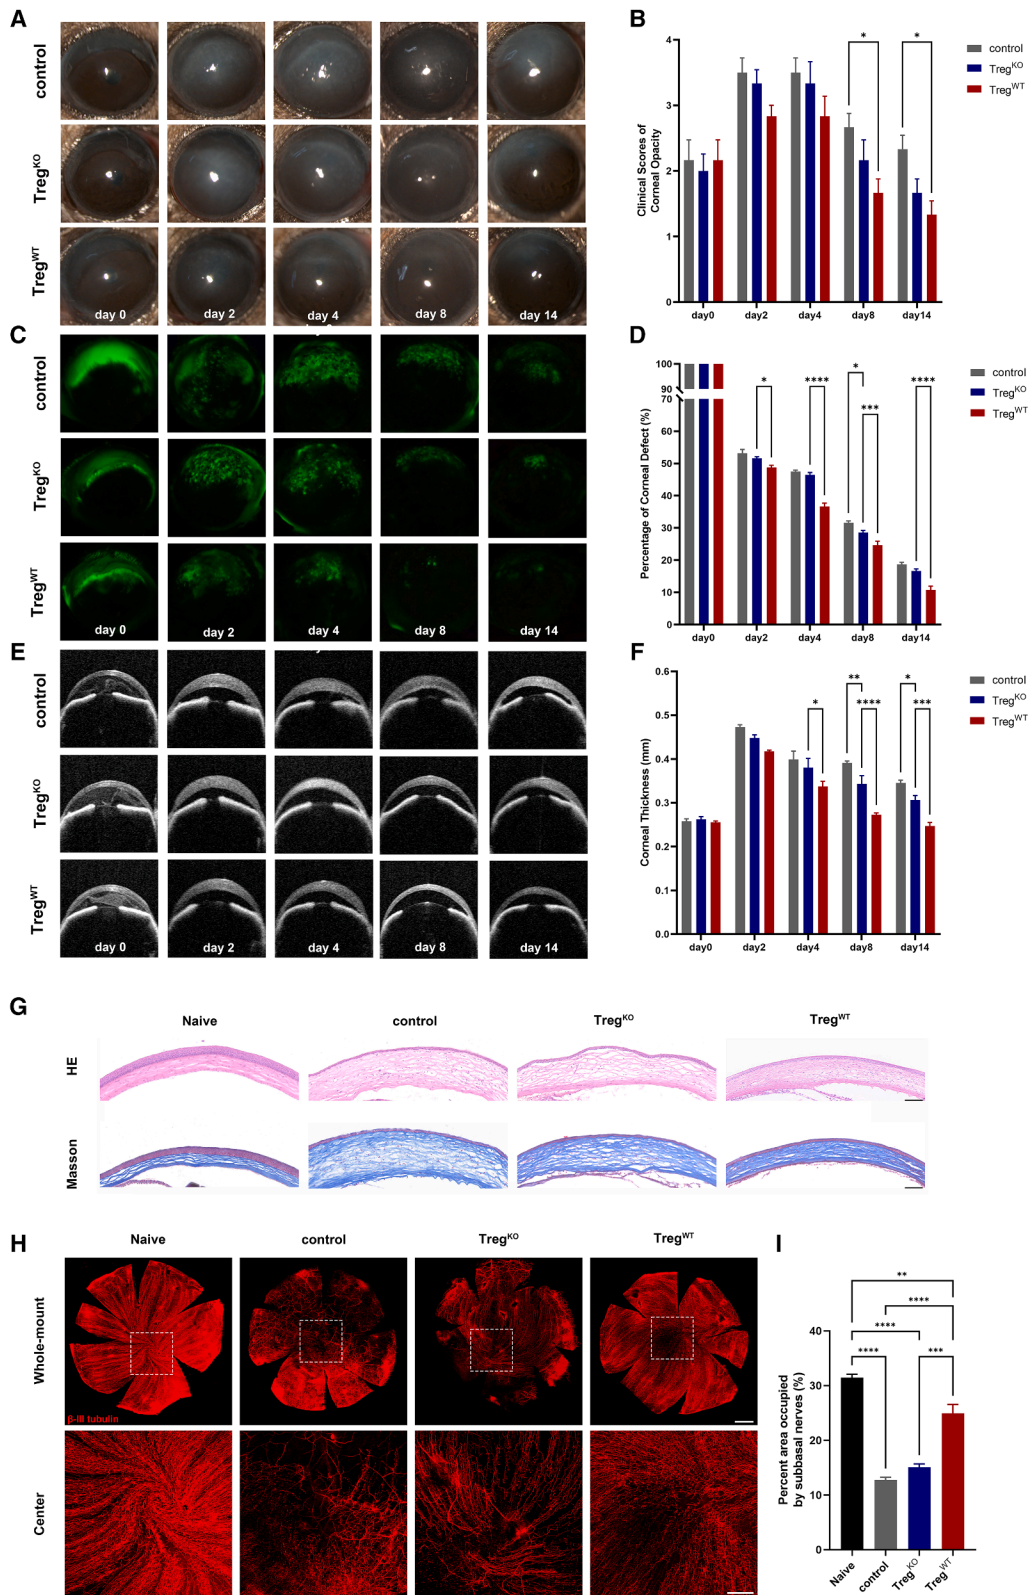 A
control
Treg^KO
Treg^WT
day 0
day 2
day 4
day 8
day 14
B
Clinical Scores of
Corneal Opacity
4
3
2
1
0
day0
day2
day4
day8
day14
*
*
control
Treg^KO
Treg^WT
C
control
Treg^KO
Treg^WT
day 0
day 2
day 4
day 8
day 14
D
Percentage of Corneal Defect (%)
100
90
70
60
50
40
30
20
10
0
day0
day2
day4
day8
day14
*
****
*
***
****
control
Treg^KO
Treg^WT
E
control
Treg^KO
Treg^WT
day 0
day 2
day 4
day 8
day 14
F
Corneal Thickness (mm)
0.6
0.5
0.4
0.3
0.2
0.1
0.0
day0
day2
day4
day8
day14
*
**
****
*
***
control
Treg^KO
Treg^WT
G
Naive
control
Treg^KO
Treg^WT
HE
Masson
H
Naive
control
Treg^KO
Treg^WT
Whole-mount
β-III tubulin
Center
I
Percent area occupied
by subbasal nerves (%)
40
30
20
10
0
**
****
****
****
***
Naive
control
Treg^KO
Treg^WT